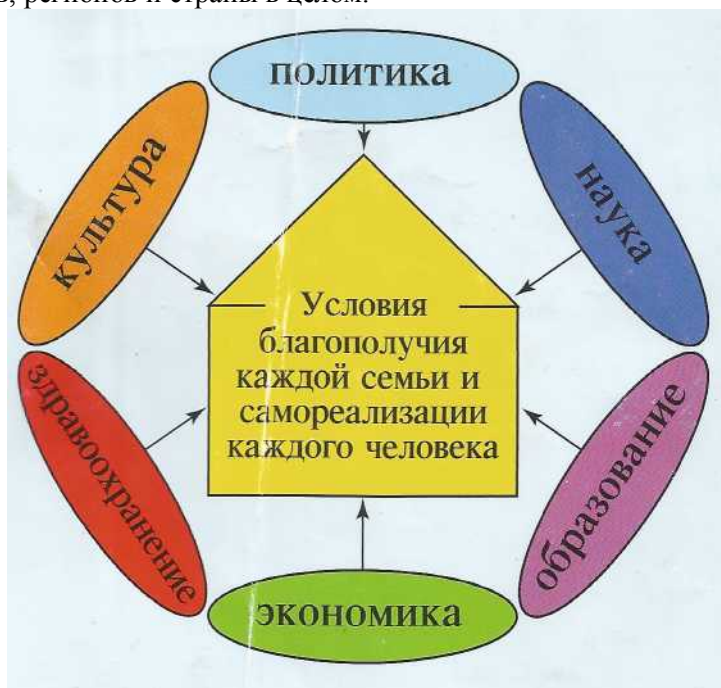 регионов и страны в целом.
политика
культура
наука
Условия
благополучия
каждой семьи и
самореализации
каждого человека
здравоохранение
образование
экономика